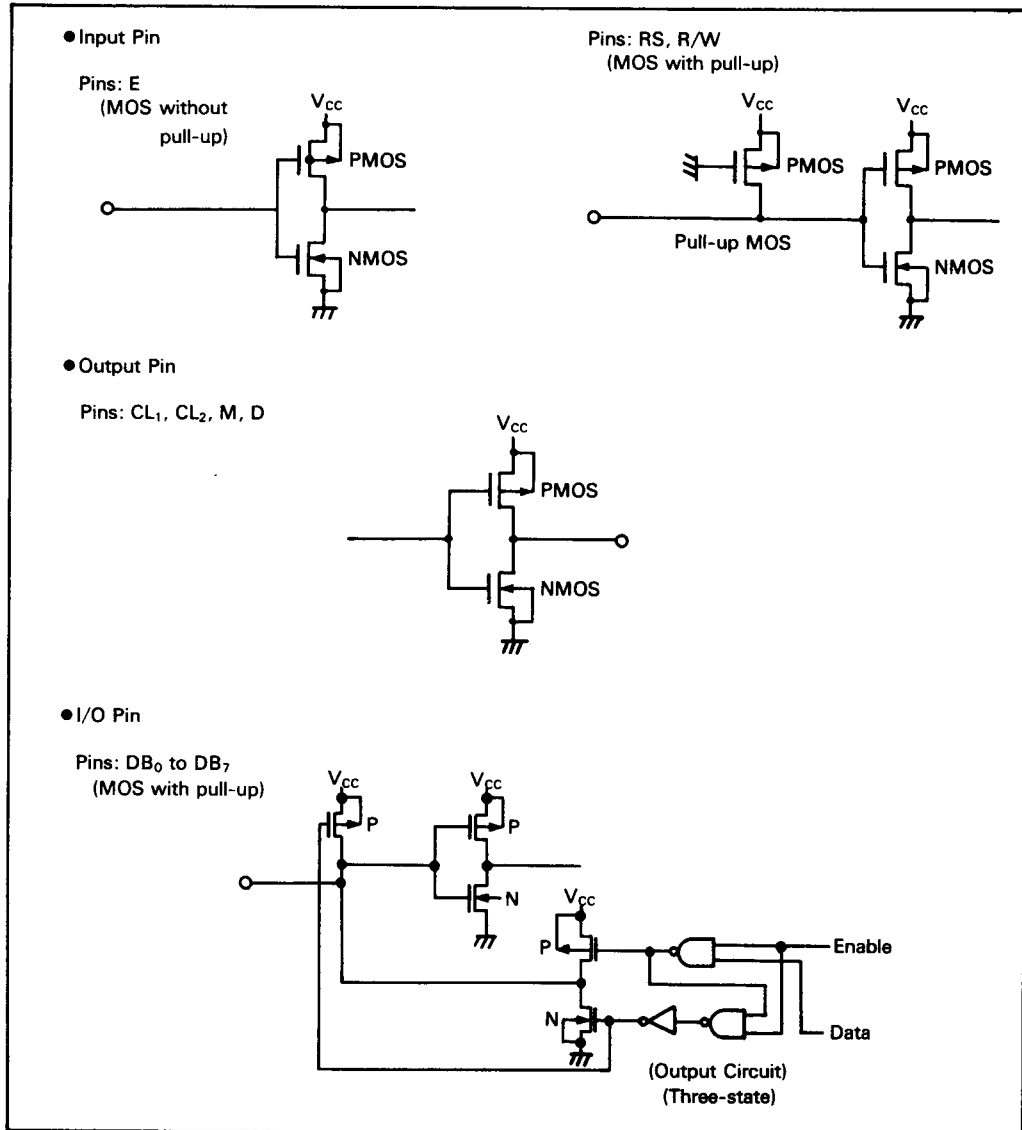 ● Input Pin
Pins: E
(MOS without
pull-up)
VCC
PMOS
NMOS
Pins: RS, R/W
(MOS with pull-up)
VCC
PMOS
Pull-up MOS
VCC
PMOS
NMOS
● Output Pin
Pins: CL₁, CL₂, M, D
VCC
PMOS
NMOS
● I/O Pin
Pins: DB₀ to DB₇
(MOS with pull-up)
VCC
P
VCC
P
N
VCC
P
N
Enable
Data
(Output Circuit)
(Three-state)